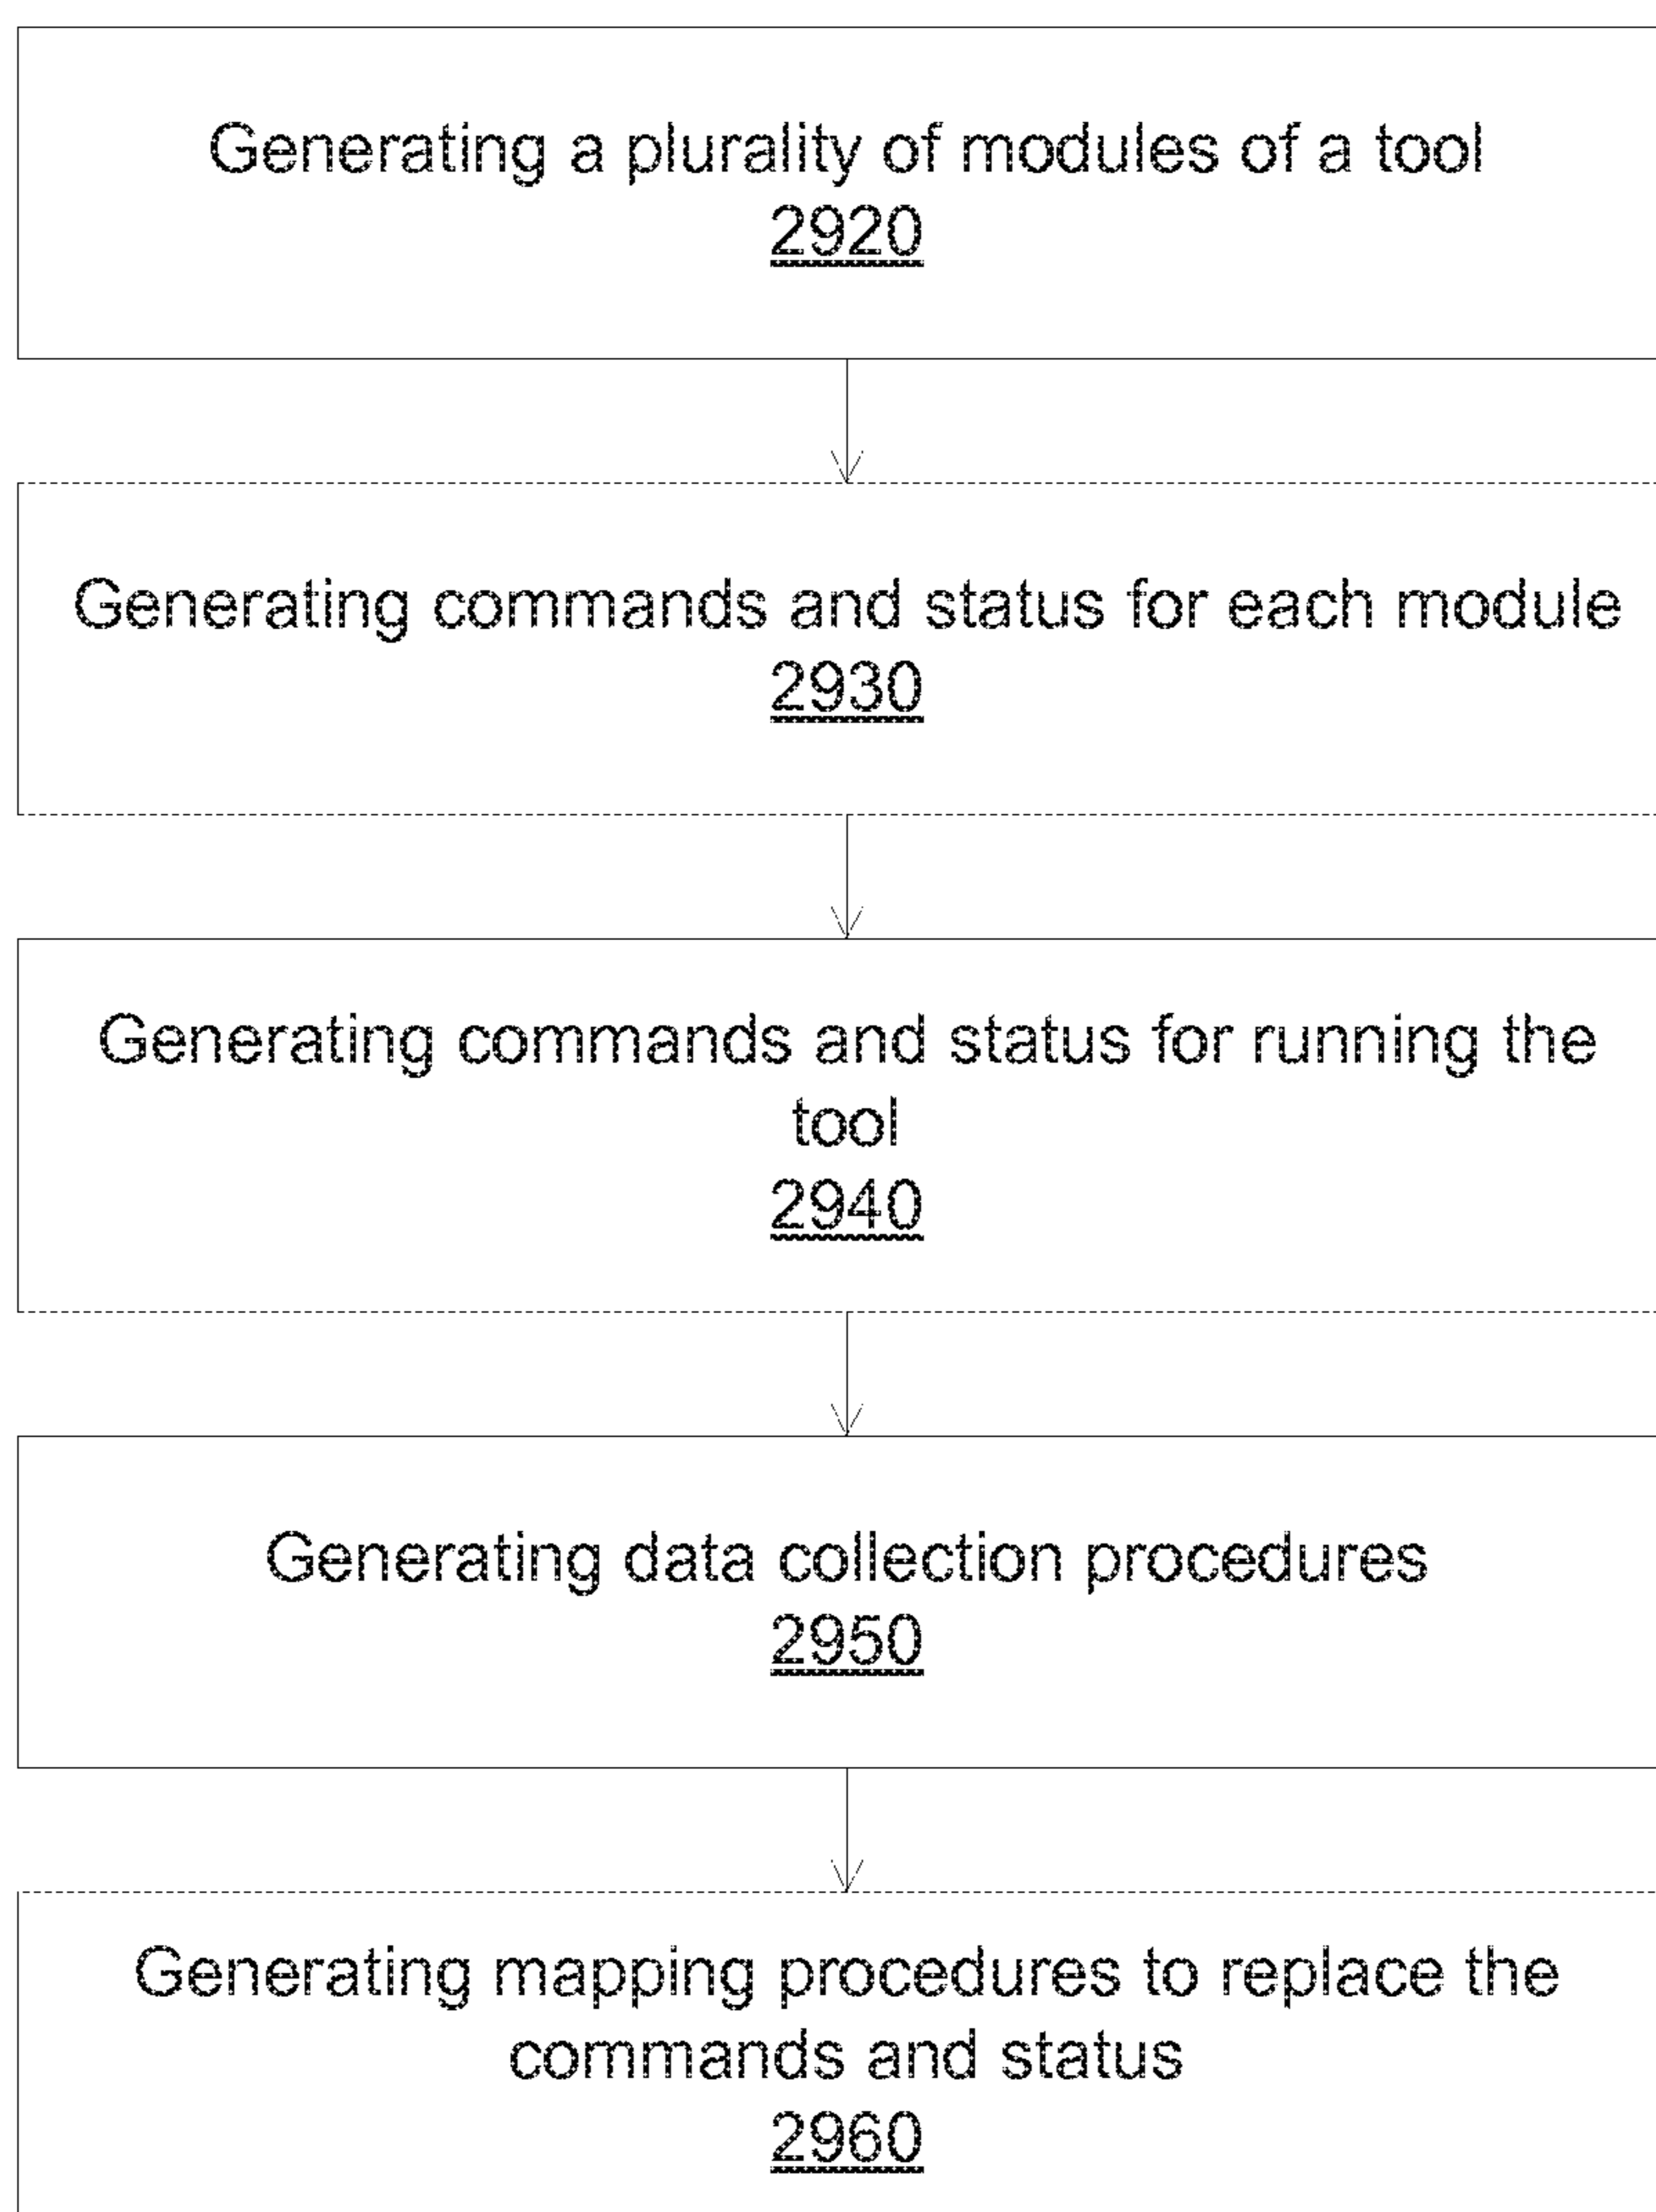 Generating a plurality of modules of a tool
2920
Generating commands and status for each module
2930
Generating commands and status for running the
tool
2940
Generating data collection procedures
2950
Generating mapping procedures to replace the
commands and status
2960